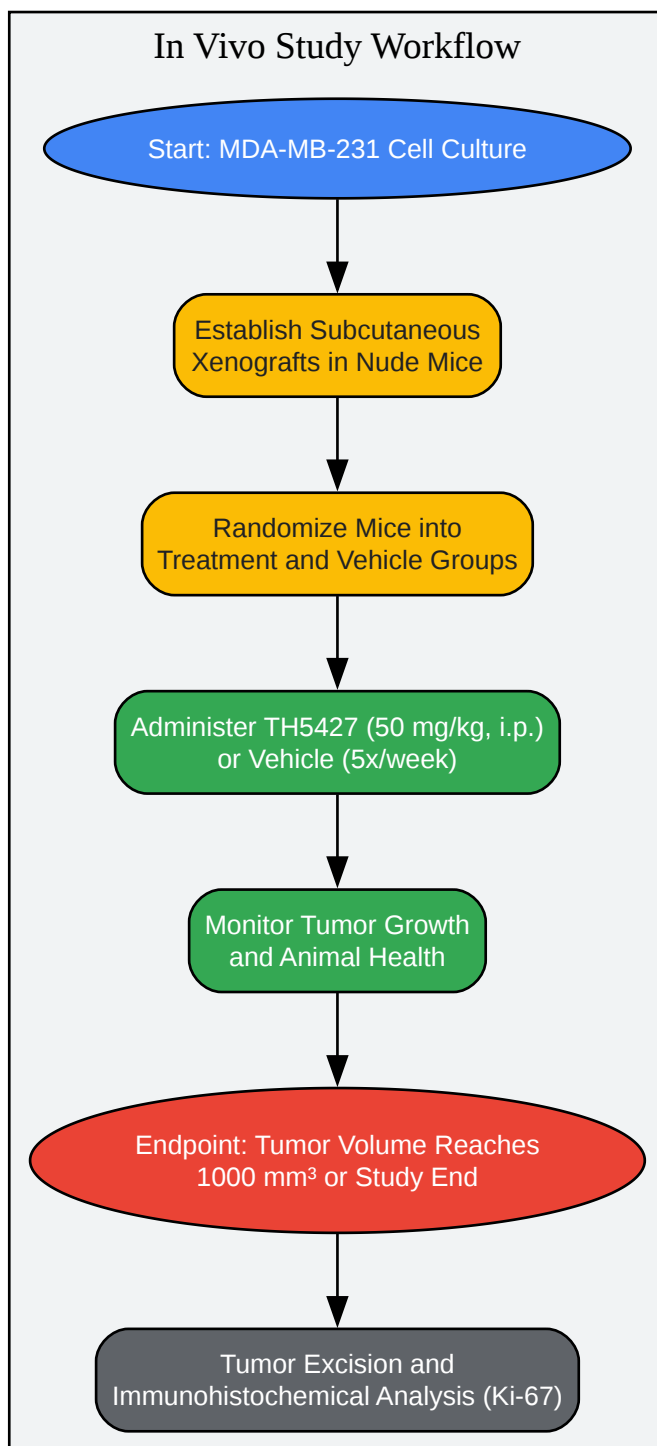 In Vivo Study Workflow
Start: MDA-MB-231 Cell Culture
Establish Subcutaneous
Xenografts in Nude Mice
Randomize Mice into
Treatment and Vehicle Groups
Administer TH5427 (50 mg/kg, i.p.)
or Vehicle (5x/week)
Monitor Tumor Growth
and Animal Health
Endpoint: Tumor Volume Reaches
1000 mm³ or Study End
Tumor Excision and
Immunohistochemical Analysis (Ki-67)